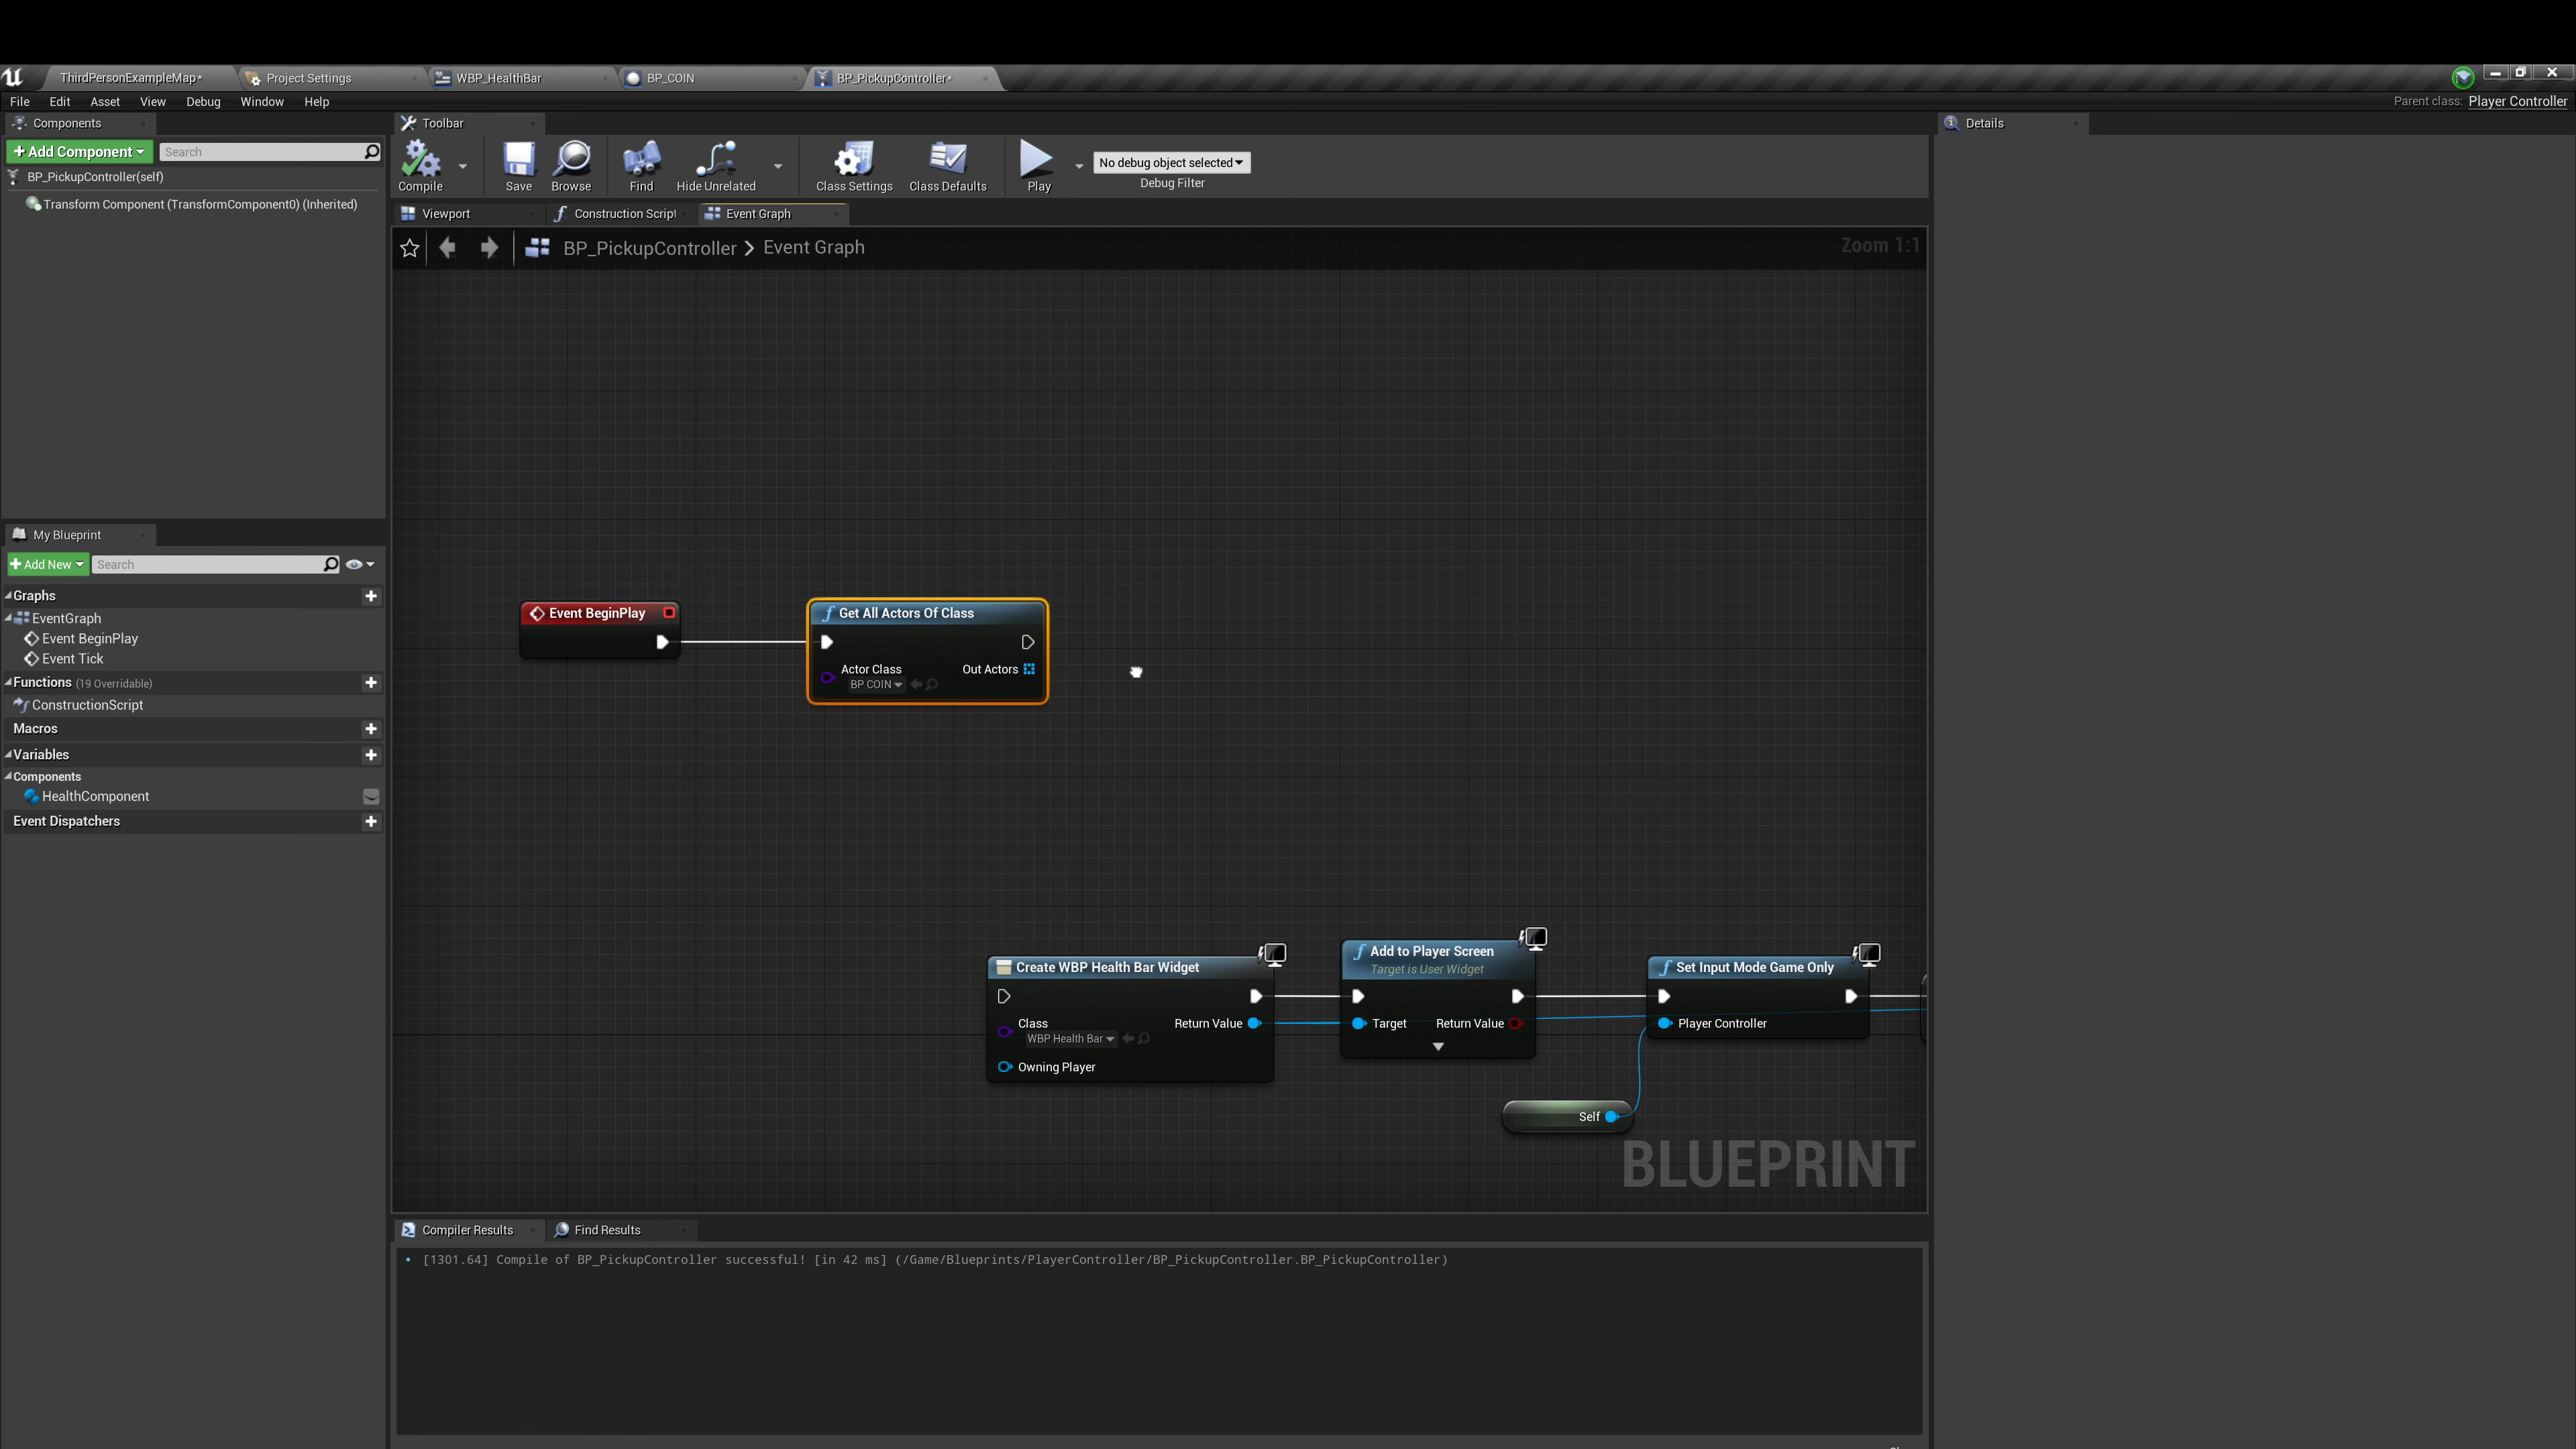 ThirdPersonExampleMap*
Project Settings
WBP_HealthBar
BP_COIN
BP_PickupController*
File Edit Asset View Debug Window Help
Parent class: Player Controller
Components
Toolbar
Details
+ Add Component
Search
BP_PickupController(self)
Transform Component (TransformComponent0) (Inherited)
Compile
Save
Browse
Find
Hide Unrelated
Class Settings
Class Defaults
Play
No debug object selected
Debug Filter
Viewport
Construction Script
Event Graph
BP_PickupController > Event Graph
Zoom 1:1
My Blueprint
+ Add New
Search
Graphs
EventGraph
Event BeginPlay
Event Tick
Functions (19 Overridable)
ConstructionScript
Macros
Variables
Components
HealthComponent
Event Dispatchers
Event BeginPlay
Get All Actors Of Class
Actor Class
BP COIN
Out Actors
Create WBP Health Bar Widget
Class
WBP Health Bar
Return Value
Owning Player
Add to Player Screen
Target is User Widget
Target
Return Value
Set Input Mode Game Only
Player Controller
Self
BLUEPRINT
Compiler Results
Find Results
[1301.64] Compile of BP_PickupController successful! [in 42 ms] (/Game/Blueprints/PlayerController/BP_PickupController.BP_PickupController)